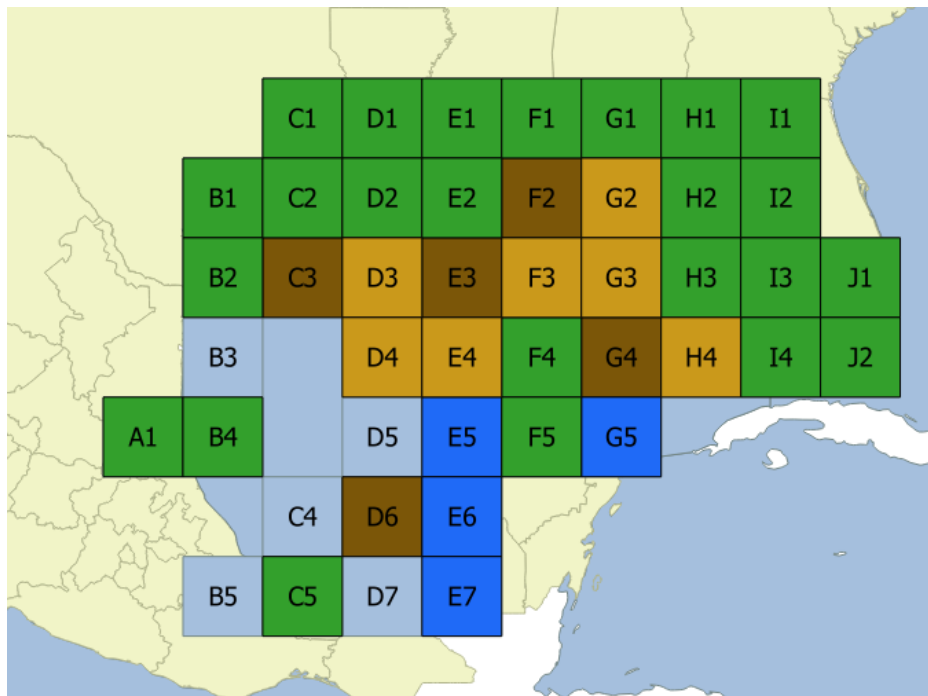 C1 D1 E1 F1 G1 H1 I1
B1 C2 D2 E2 F2 G2 H2 I2
B2 C3 D3 E3 F3 G3 H3 I3 J1
B3 D4 E4 F4 G4 H4 I4 J2
A1 B4 D5 E5 F5 G5
C4 D6 E6
B5 C5 D7 E7